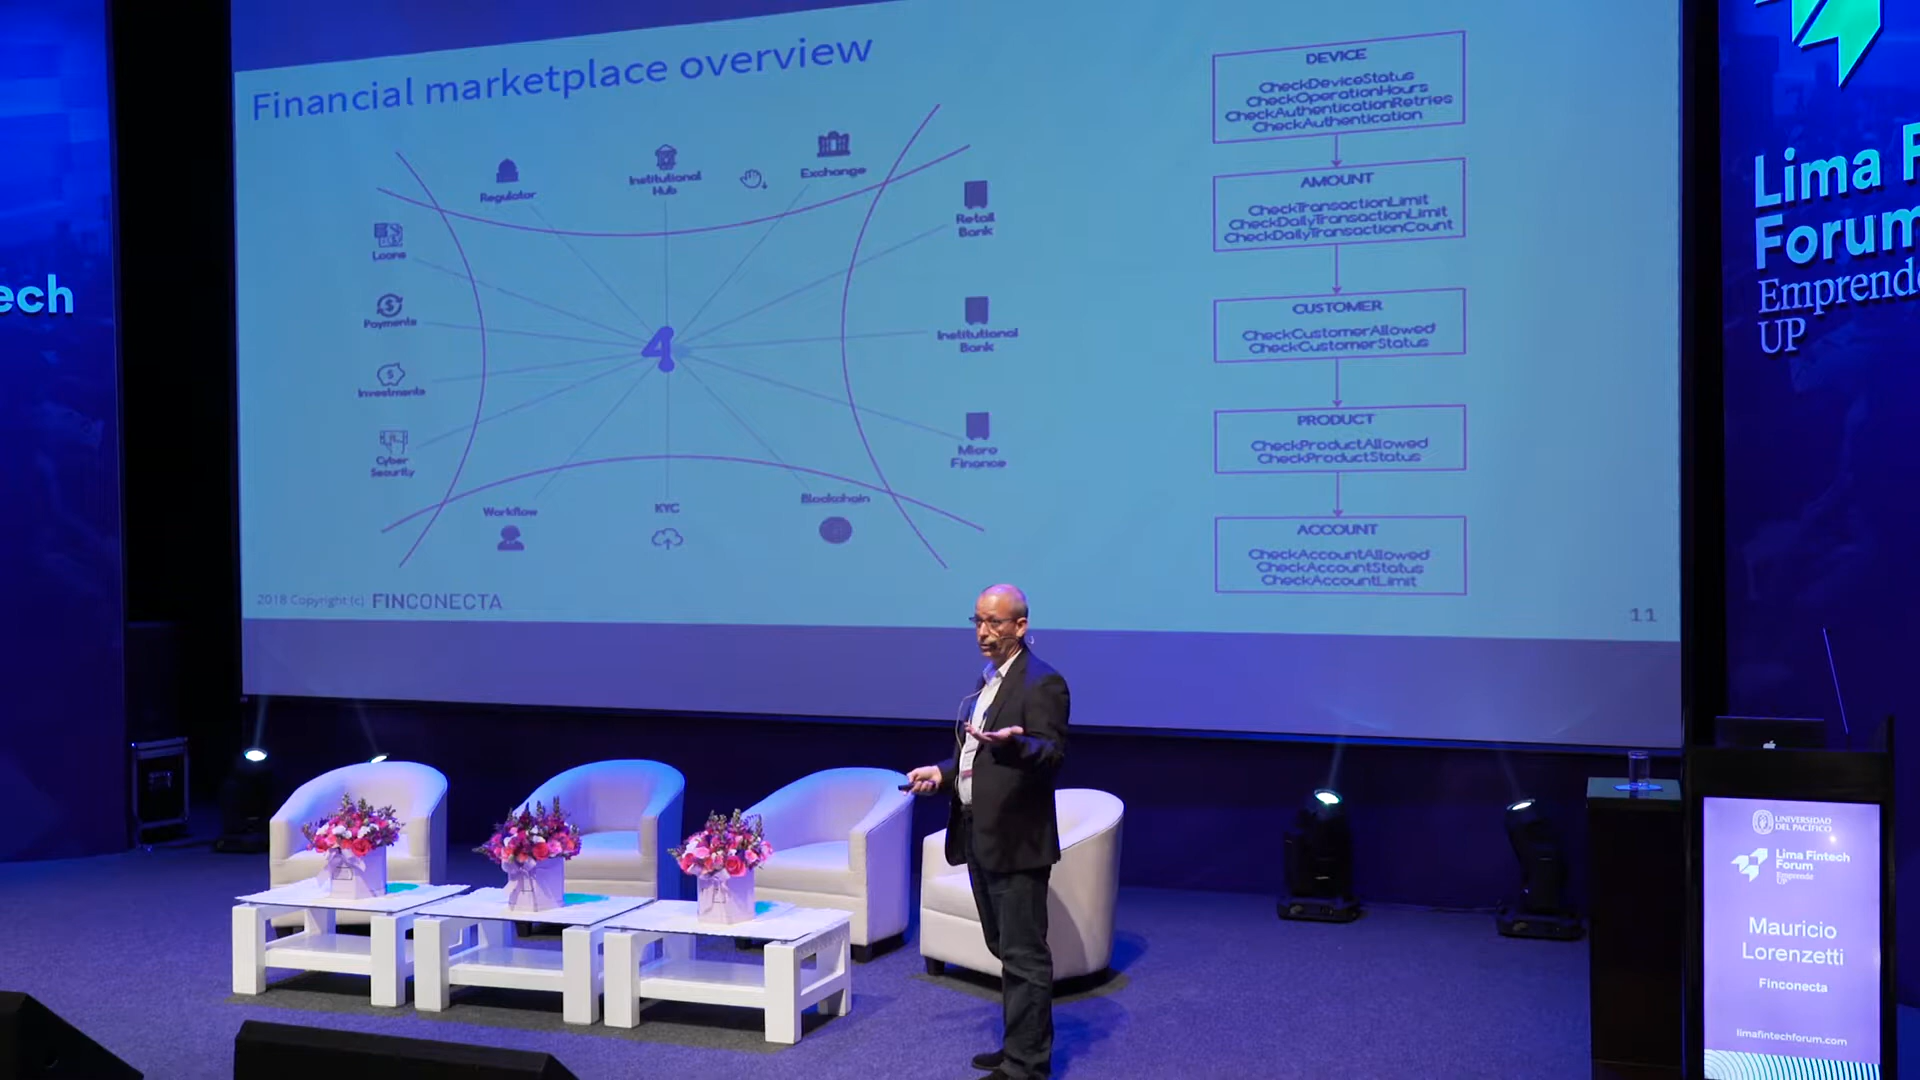 Financial marketplace overview
Regulator
Institutional
Hub
Exchange
Loans
Payments
Investments
Cyber
Security
Retail
Bank
Institutional
Bank
Micro
Finance
Workflow
KYC
Blockchain
2018 Copyright (c) FINCONECTA
DEVICE
CheckDeviceStatus
CheckOperationHours
CheckAuthenticationRetries
CheckAuthentication
AMOUNT
CheckTransactionLimit
CheckDailyTransactionLimit
CheckDailyTransactionCount
CUSTOMER
CheckCustomerAllowed
CheckCustomerStatus
PRODUCT
CheckProductAllowed
CheckProductStatus
ACCOUNT
CheckAccountAllowed
CheckAccountStatus
CheckAccountLimit
11
ech
Lima F
Forum
Emprende
UP
UNIVERSIDAD
DEL PACÍFICO
Lima Fintech
Forum
Emprende
UP
Mauricio
Lorenzetti
Finconecta
limafintechforum.com